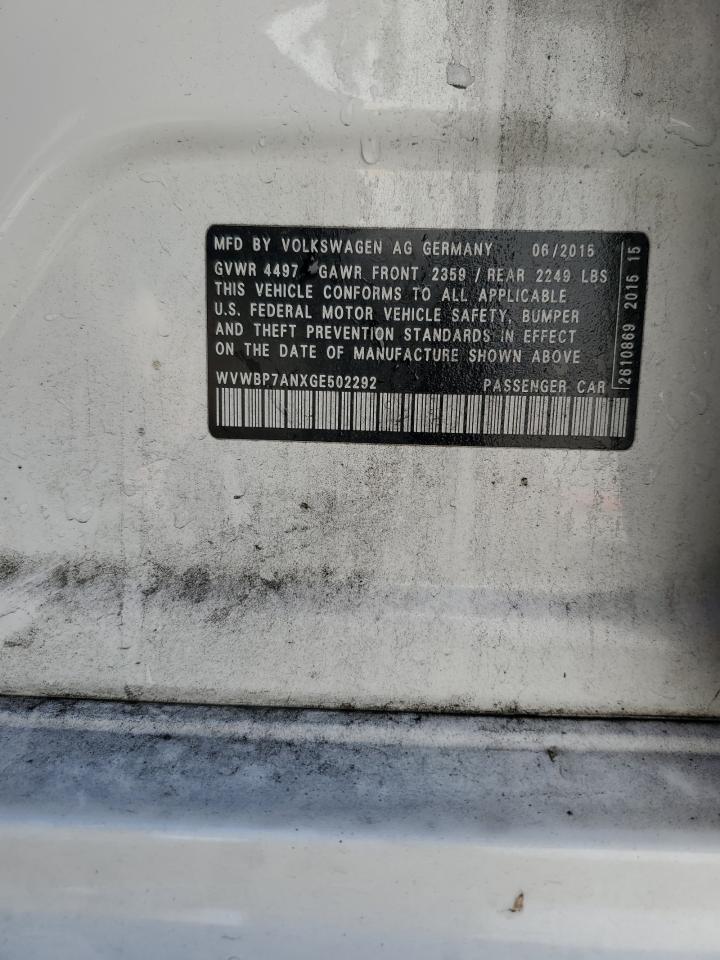 MFD BY VOLKSWAGEN AG GERMANY 06/2015
GVWR 4497 / GAWR FRONT 2359 / REAR 2249 LBS
THIS VEHICLE CONFORMS TO ALL APPLICABLE
U.S. FEDERAL MOTOR VEHICLE SAFETY, BUMPER
AND THEFT PREVENTION STANDARDS IN EFFECT
ON THE DATE OF MANUFACTURE SHOWN ABOVE
WVWBP7ANXGE502292 PASSENGER CAR
2610869 2016 15